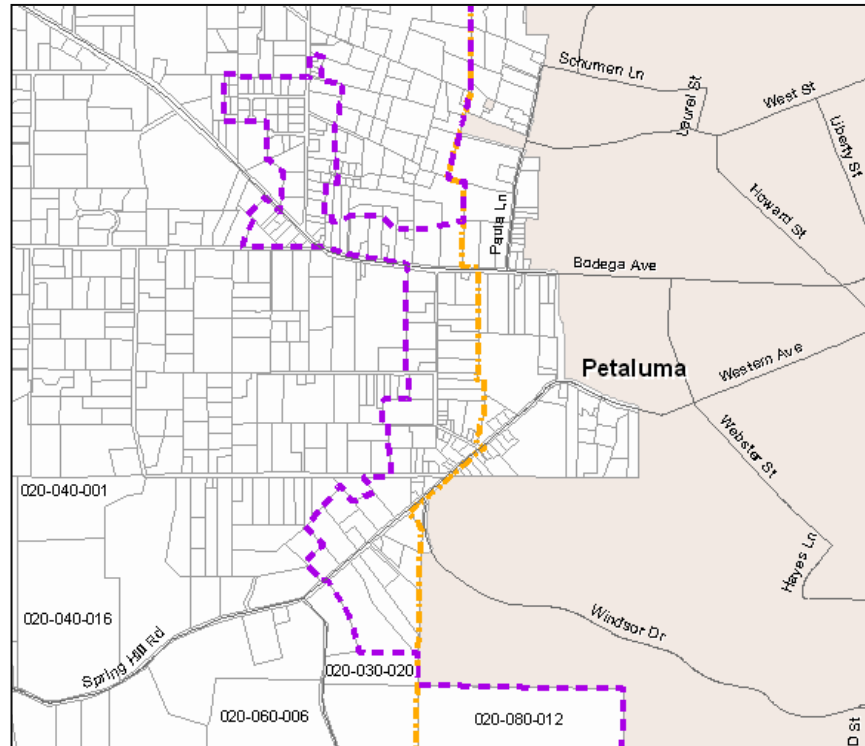 Schuman Ln
Laurel St
West St
Liberty St
Howard St
Paula Ln
Bodega Ave
Petaluma
Western Ave
Webster St
020-040-001
Hayes Ln
020-040-016
Windsor Dr
Spring Hill Rd
020-030-020
020-060-006
020-080-012
D St